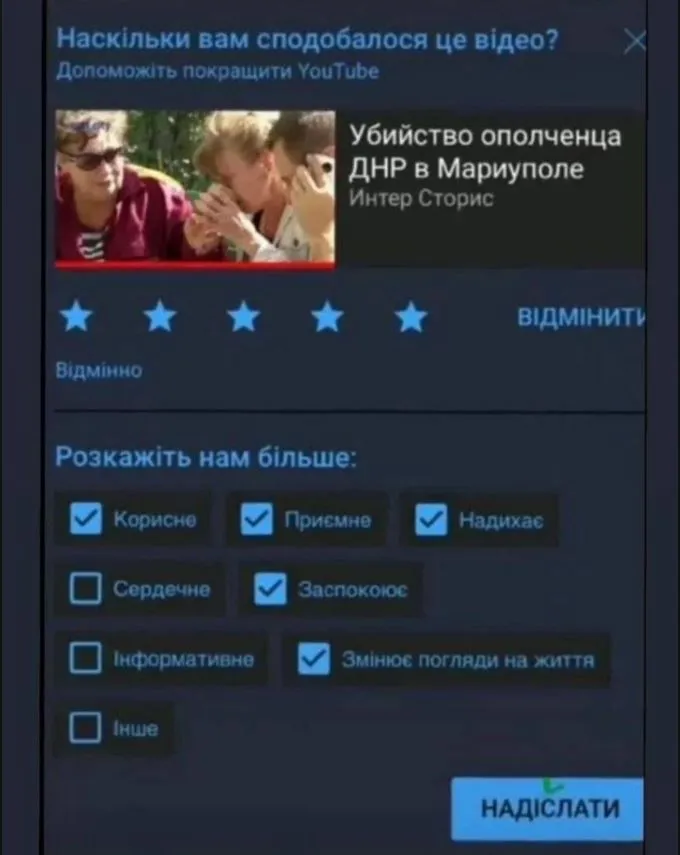 Наскільки вам сподобалося це відео?
Допоможіть покращити YouTube
Убийство ополченца
ДНР в Мариуполе
Интер Сторис
ВІДМІНИТИ
Відмінно
Розкажіть нам більше:
Корисне Приємне Надихає
Сердечне Заспокоює
Інформативне Змінює погляди на життя
Інше
НАДІСЛАТИ